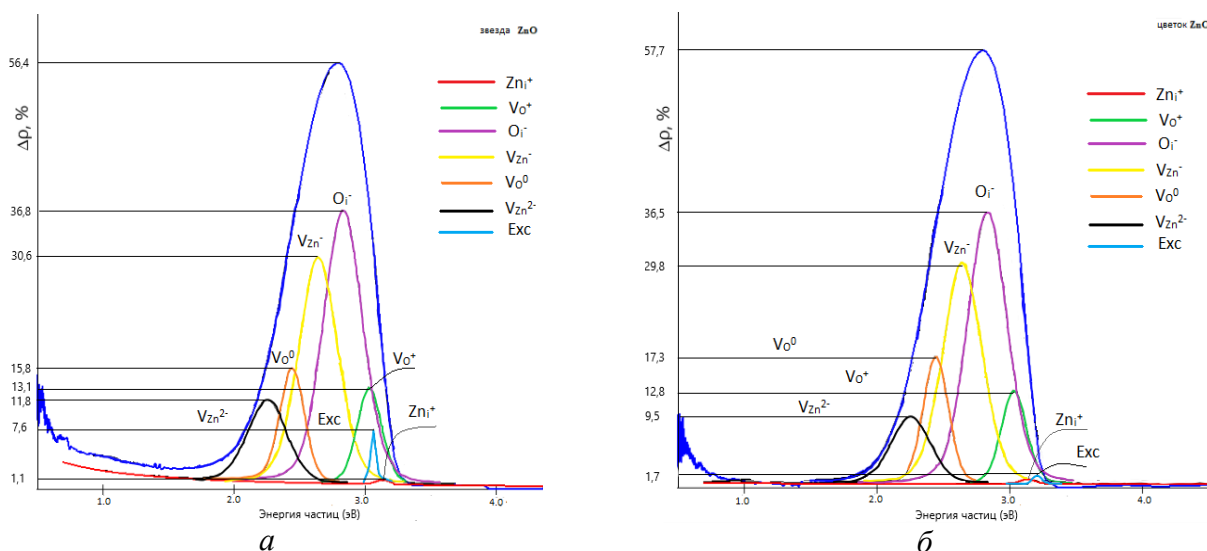 звезда ZnO
56,4
Δρ, %
36,8
30,6
15,8
13,1
11,8
7,6
1,1
Zni+
VO+
Oi-
VZn-
VO0
VZn2-
Exc
Oi-
VZn-
VO0
VO+
VZn2-
Exc
Zni+
1.0
2.0
3.0
4.0
Энергия частиц (эВ)
а
цветок ZnO
57,7
Δρ, %
36,5
29,8
17,3
12,8
9,5
1,7
Zni+
VO+
Oi-
VZn-
VO0
VZn2-
Exc
Oi-
VZn-
VO0
VO+
VZn2-
Zni+
Exc
1.0
2.0
3.0
4.0
Энергия частиц (эВ)
б